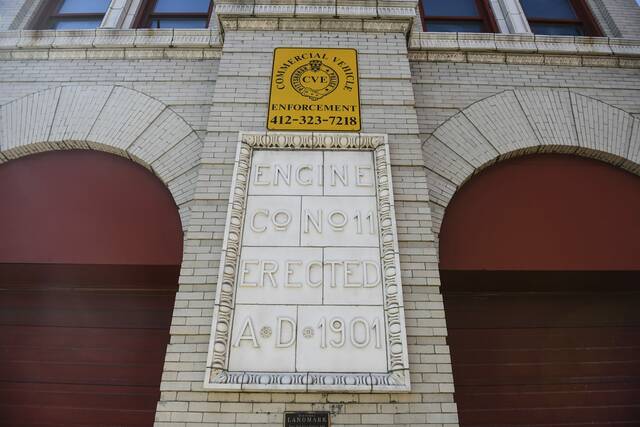 COMMERCIAL VEHICLE
CVE
ENFORCEMENT
412-323-7218
ENGINE
Co No 11
ERECTED
A•D•1901
LANDMARK